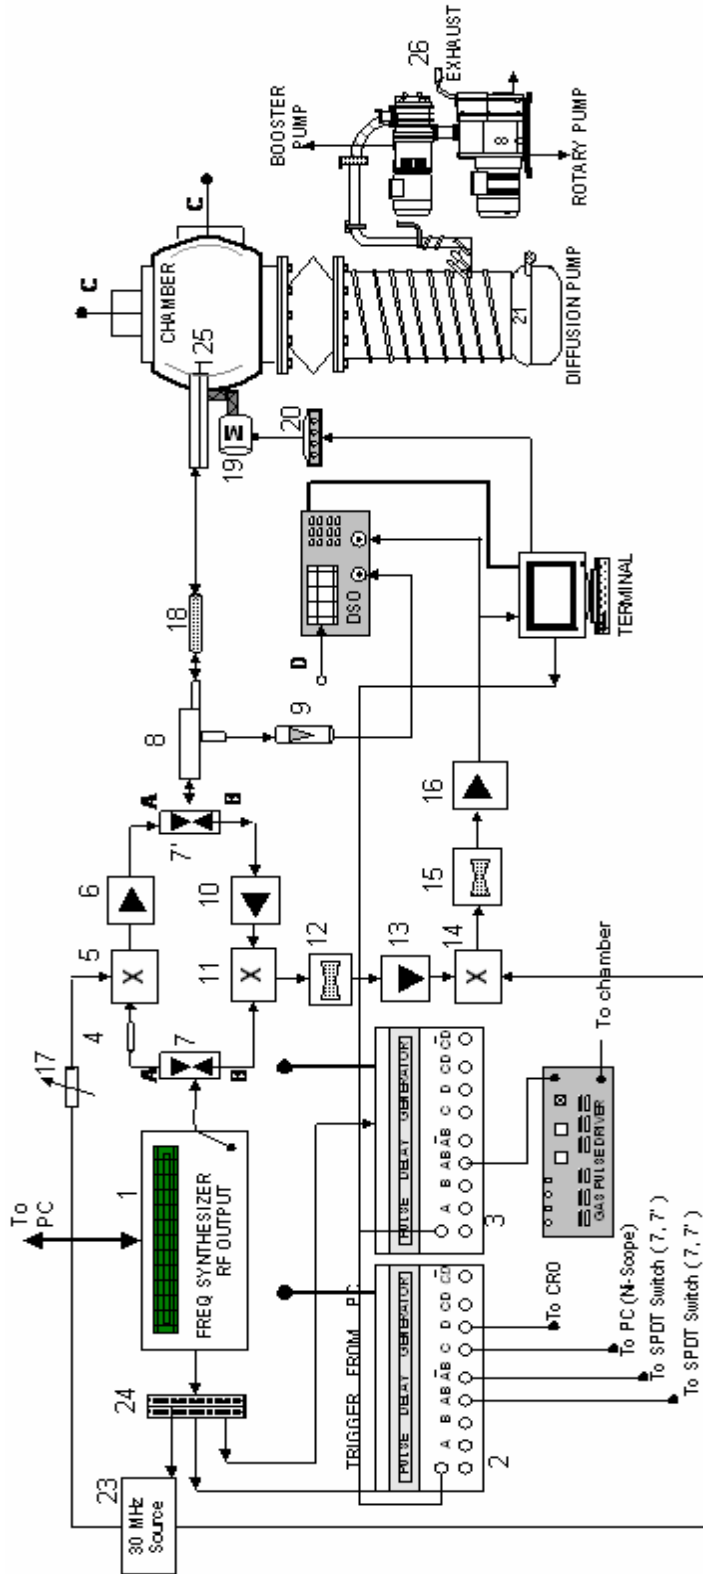 To
PC
1
FREQ SYNTHESIZER
RF OUTPUT
24
23
30 MHz
Source
17
4
5
X
6
A
7
B
A
7'
B
10
11
X
12
13
14
X
15
16
8
18
9
D
DSO
19
M
20
25
CHAMBER
C
C
21
DIFFUSION PUMP
BOOSTER
PUMP
26
EXHAUST
8
ROTARY PUMP
TERMINAL
TRIGGER FROM PC
PULSE DELAY GENERATOR
A B AB AB C D CD CD
2
PULSE DELAY GENERATOR
A B AB AB C D CD CD
3
GAS PULSE DRIVER
To chamber
To CRO
To PC (Ni-Scope)
To SPDT Switch ( 7, 7' )
To SPDT Switch ( 7, 7' )